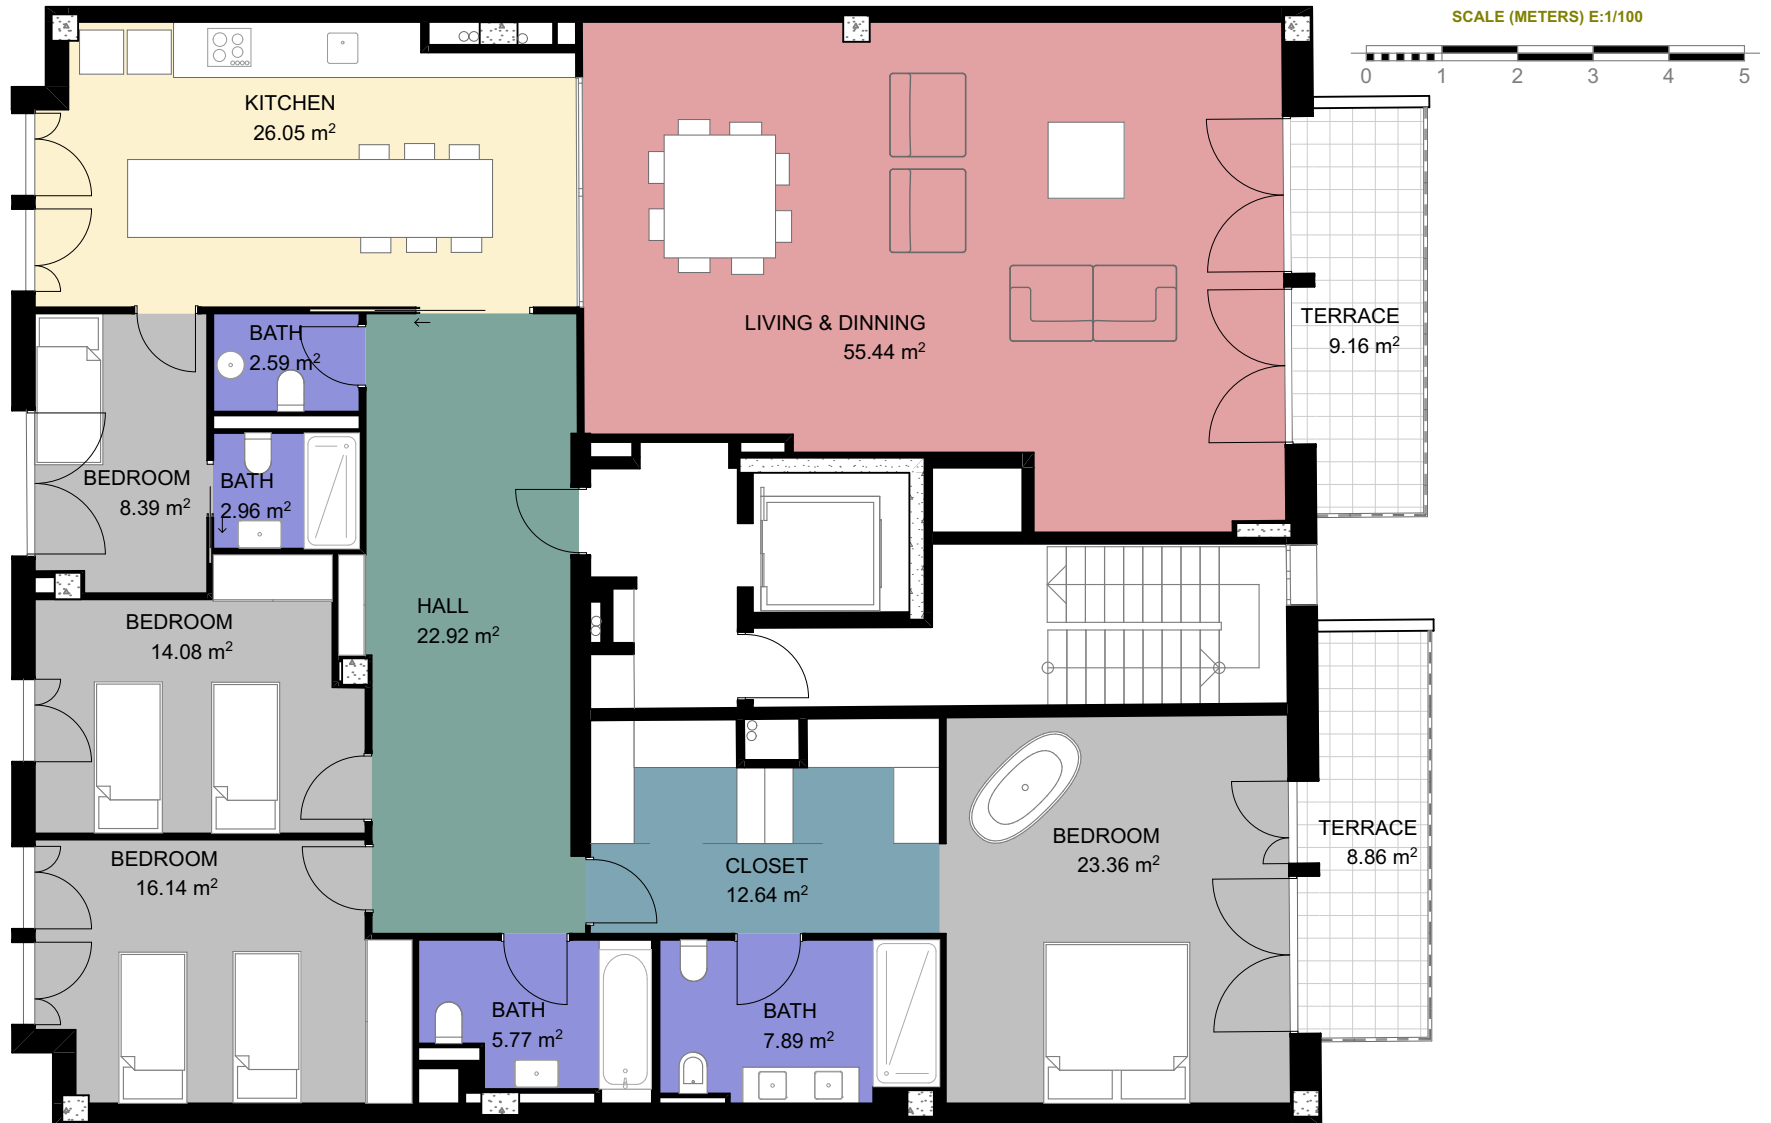 SCALE (METERS) E:1/100
0 1 2 3 4 5
KITCHEN
26.05 m²
LIVING & DINNING
55.44 m²
TERRACE
9.16 m²
BATH
2.59 m²
BEDROOM
8.39 m²
BATH
2.96 m²
HALL
22.92 m²
BEDROOM
14.08 m²
BEDROOM
16.14 m²
CLOSET
12.64 m²
BEDROOM
23.36 m²
TERRACE
8.86 m²
BATH
5.77 m²
BATH
7.89 m²